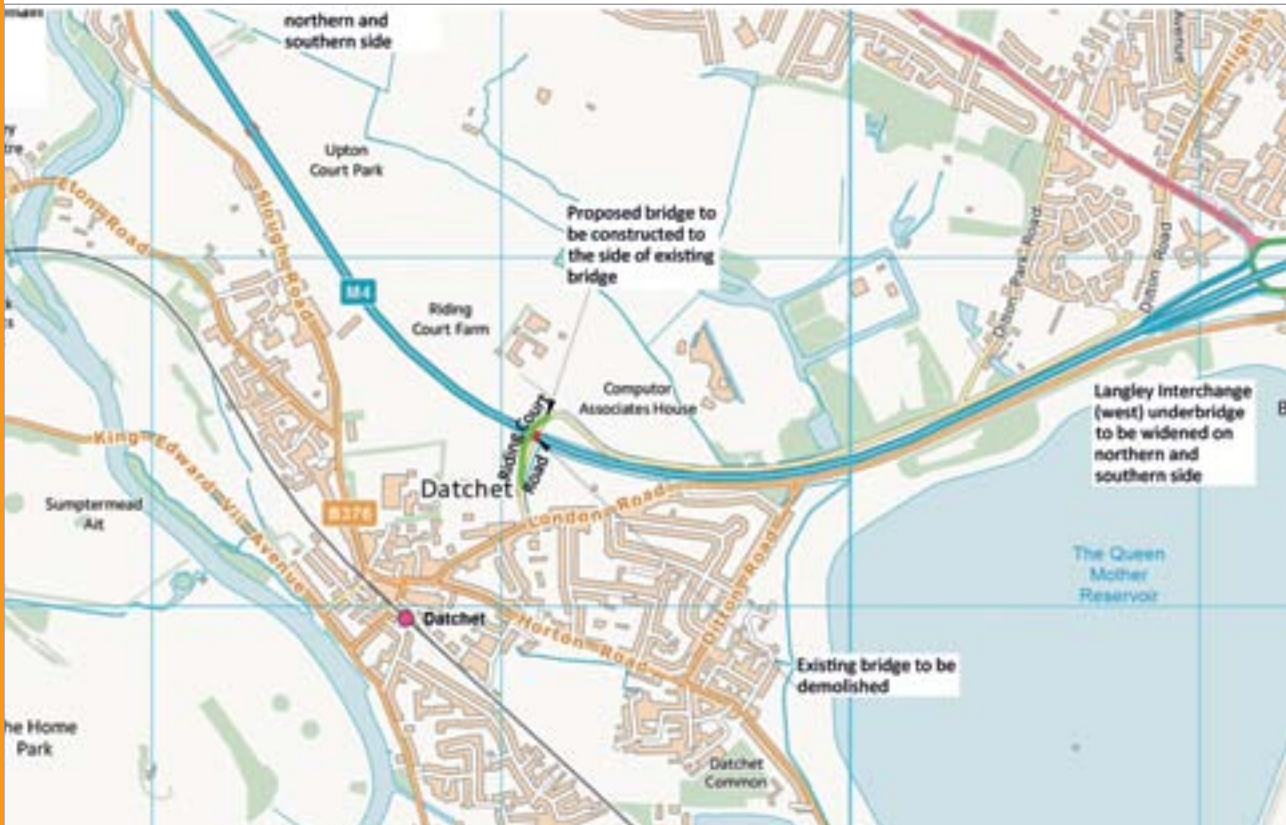 northern and
southern side
Avenue
High St
Upton
Court Park
Eton Road
Slough Road
Proposed bridge to
be constructed to
the side of existing
bridge
Ditton Park Road
Ditton Road
M4
Riding
Court Farm
Computor
Associates House
Langley Interchange
(west) underbridge
to be widened on
northern and
southern side
Riding Court
Road
King Edward VII Avenue
Datchet
Sumptermead
Ait
B376
London Road
The Queen
Mother
Reservoir
Datchet
Horton Road
Ditton Road
Existing bridge to be
demolished
he Home
Park
Datchet
Common